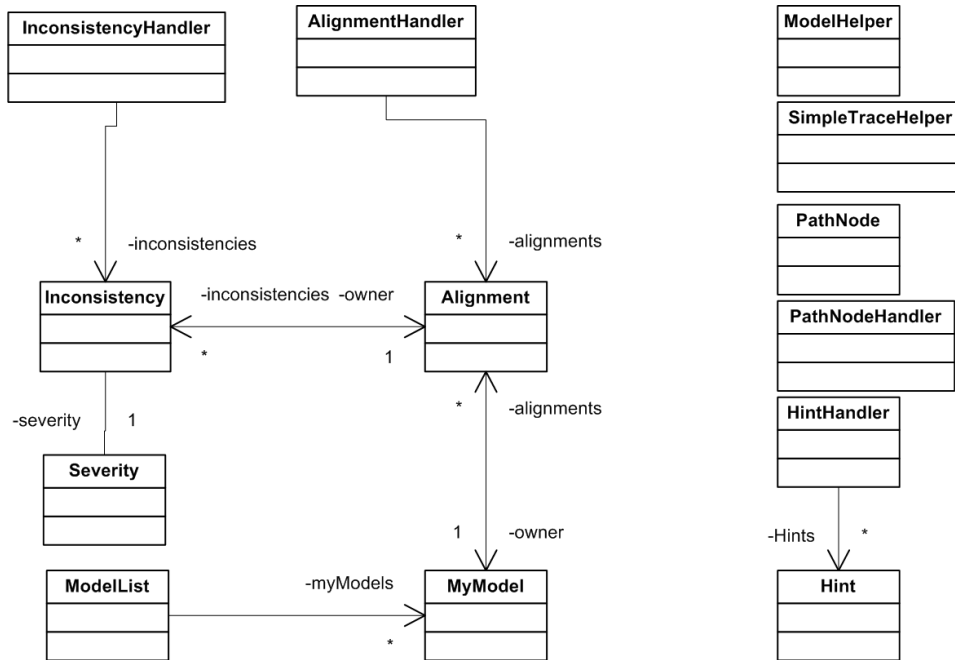 InconsistencyHandler
AlignmentHandler
ModelHelper
SimpleTraceHelper
PathNode
* -inconsistencies
* -alignments
Inconsistency
-inconsistencies -owner
Alignment
PathNodeHandler
* 1
* -alignments
HintHandler
-severity 1
Severity
1 -owner
-Hints *
ModelList
-myModels
MyModel
Hint
*